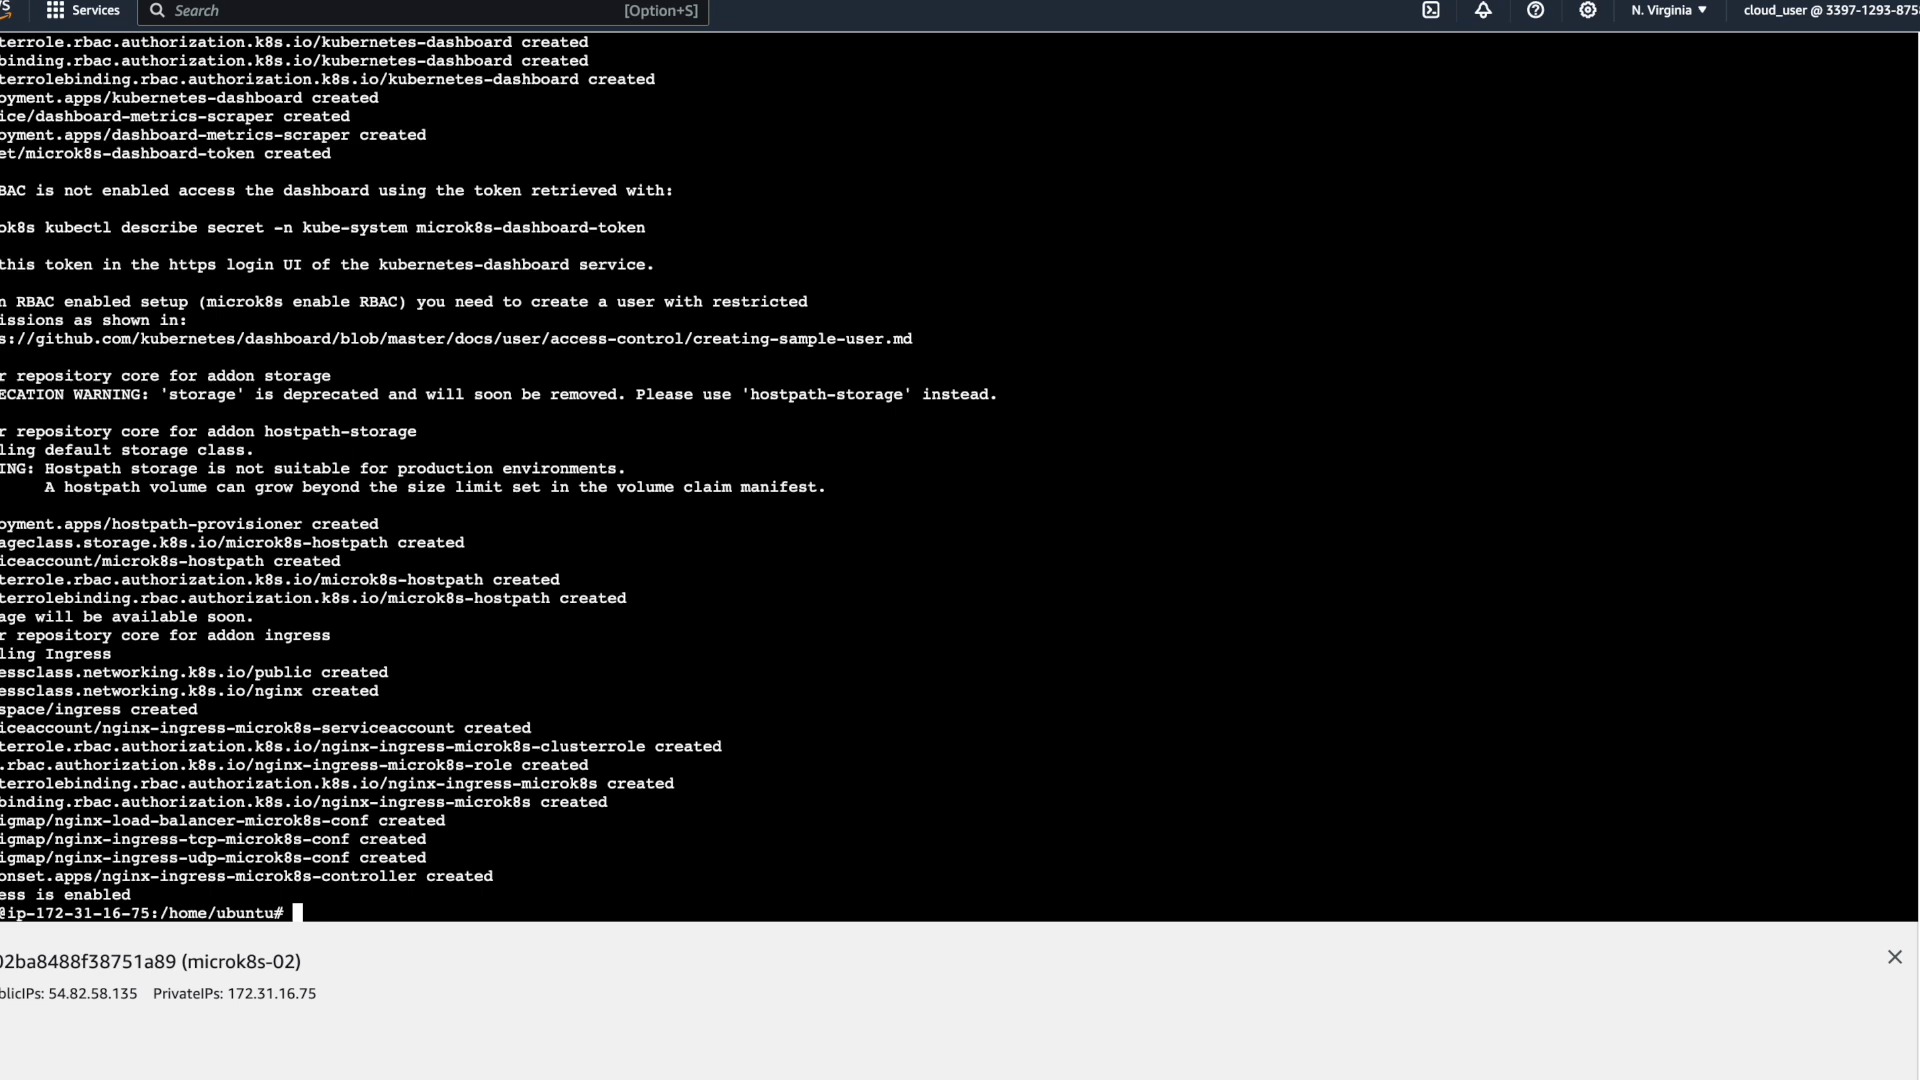 Services
Search [Option+S]
N. Virginia
cloud_user @ 3397-1293-875
terrole.rbac.authorization.k8s.io/kubernetes-dashboard created
binding.rbac.authorization.k8s.io/kubernetes-dashboard created
terrolebinding.rbac.authorization.k8s.io/kubernetes-dashboard created
oyment.apps/kubernetes-dashboard created
ice/dashboard-metrics-scraper created
oyment.apps/dashboard-metrics-scraper created
et/microk8s-dashboard-token created
BAC is not enabled access the dashboard using the token retrieved with:
ok8s kubectl describe secret -n kube-system microk8s-dashboard-token
this token in the https login UI of the kubernetes-dashboard service.
n RBAC enabled setup (microk8s enable RBAC) you need to create a user with restricted
issions as shown in:
s://github.com/kubernetes/dashboard/blob/master/docs/user/access-control/creating-sample-user.md
r repository core for addon storage
ECATION WARNING: 'storage' is deprecated and will soon be removed. Please use 'hostpath-storage' instead.
r repository core for addon hostpath-storage
ling default storage class.
ING: Hostpath storage is not suitable for production environments.
A hostpath volume can grow beyond the size limit set in the volume claim manifest.
oyment.apps/hostpath-provisioner created
ageclass.storage.k8s.io/microk8s-hostpath created
iceaccount/microk8s-hostpath created
terrole.rbac.authorization.k8s.io/microk8s-hostpath created
terrolebinding.rbac.authorization.k8s.io/microk8s-hostpath created
age will be available soon.
r repository core for addon ingress
ling Ingress
essclass.networking.k8s.io/public created
essclass.networking.k8s.io/nginx created
space/ingress created
iceaccount/nginx-ingress-microk8s-serviceaccount created
terrole.rbac.authorization.k8s.io/nginx-ingress-microk8s-clusterrole created
.rbac.authorization.k8s.io/nginx-ingress-microk8s-role created
terrolebinding.rbac.authorization.k8s.io/nginx-ingress-microk8s created
binding.rbac.authorization.k8s.io/nginx-ingress-microk8s created
igmap/nginx-load-balancer-microk8s-conf created
igmap/nginx-ingress-tcp-microk8s-conf created
igmap/nginx-ingress-udp-microk8s-conf created
onset.apps/nginx-ingress-microk8s-controller created
ess is enabled
@ip-172-31-16-75:/home/ubuntu#
02ba8488f38751a89 (microk8s-02)
blicIPs: 54.82.58.135 PrivateIPs: 172.31.16.75